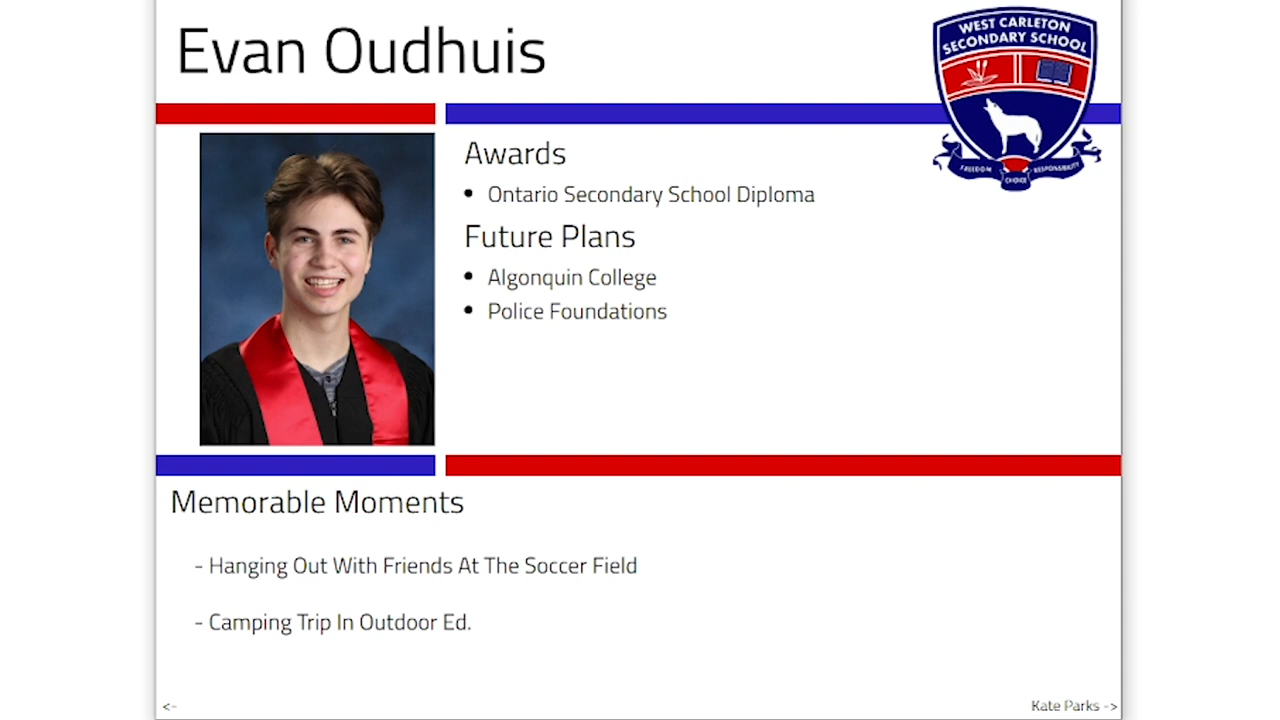 Evan Oudhuis
WEST CARLETON
SECONDARY SCHOOL
FREEDOM
CHOICE
RESPONSIBILITY
Awards
• Ontario Secondary School Diploma
Future Plans
• Algonquin College
• Police Foundations
Memorable Moments
- Hanging Out With Friends At The Soccer Field
- Camping Trip In Outdoor Ed.
<-
Kate Parks ->